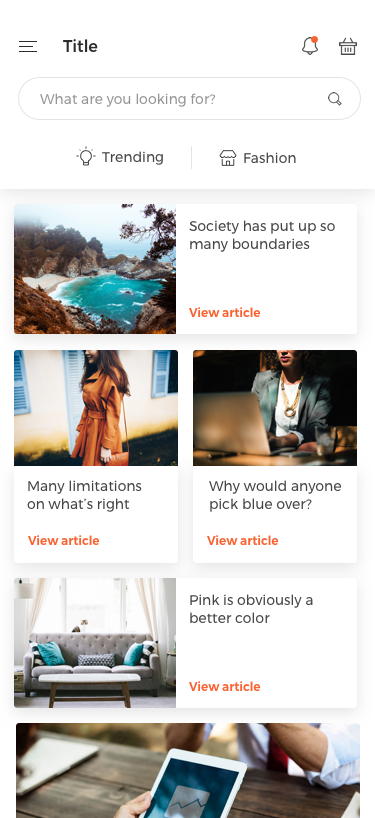 Title
What are you looking for?
Trending
Fashion
Society has put up so
many boundaries
View article
Many limitations
on what's right
View article
Why would anyone
pick blue over?
View article
Pink is obviously a
better color
View article